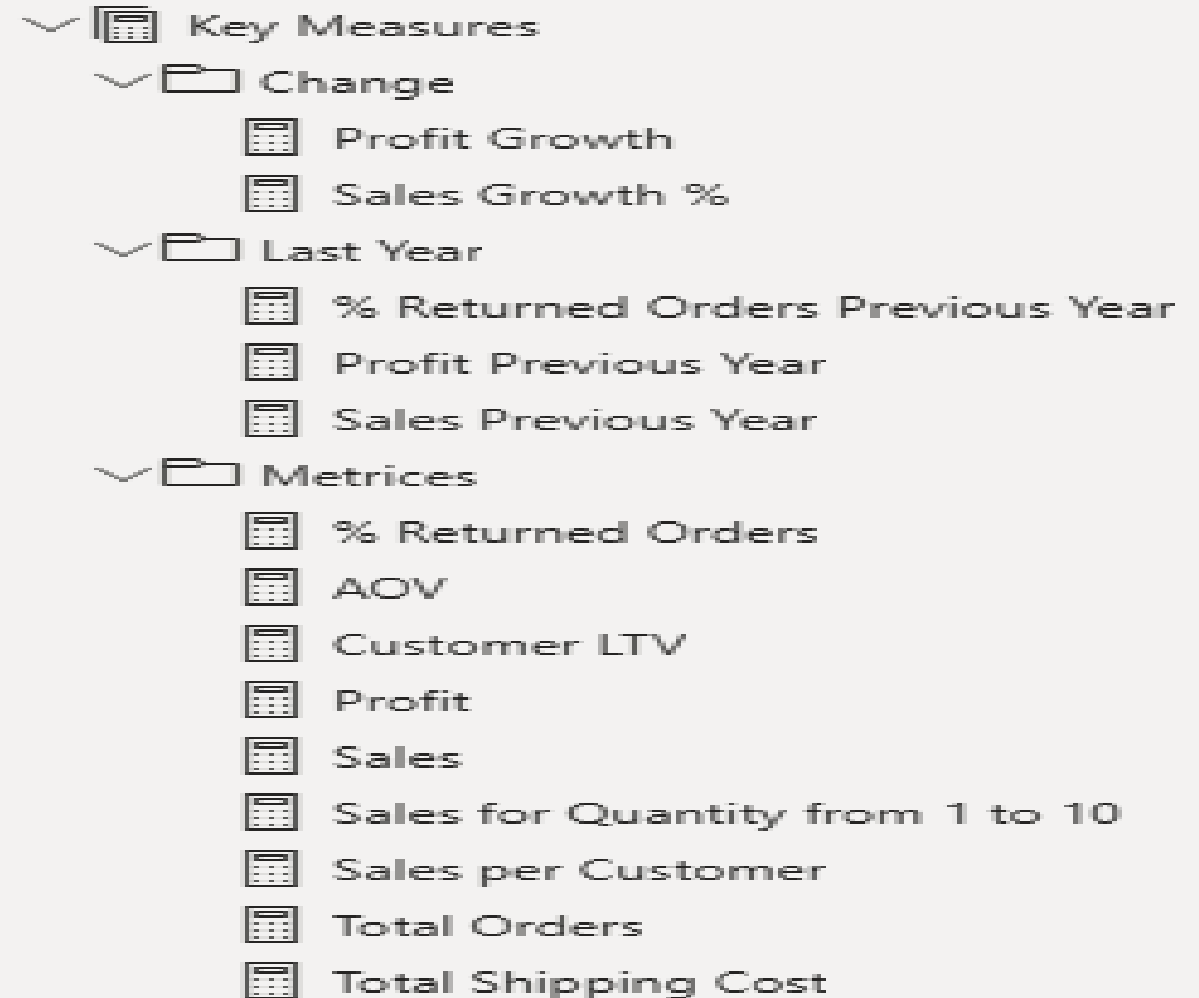 Key Measures
Change
Profit Growth
Sales Growth %
Last Year
% Returned Orders Previous Year
Profit Previous Year
Sales Previous Year
Metrices
% Returned Orders
AOV
Customer LTV
Profit
Sales
Sales for Quantity from 1 to 10
Sales per Customer
Total Orders
Total Shipping Cost